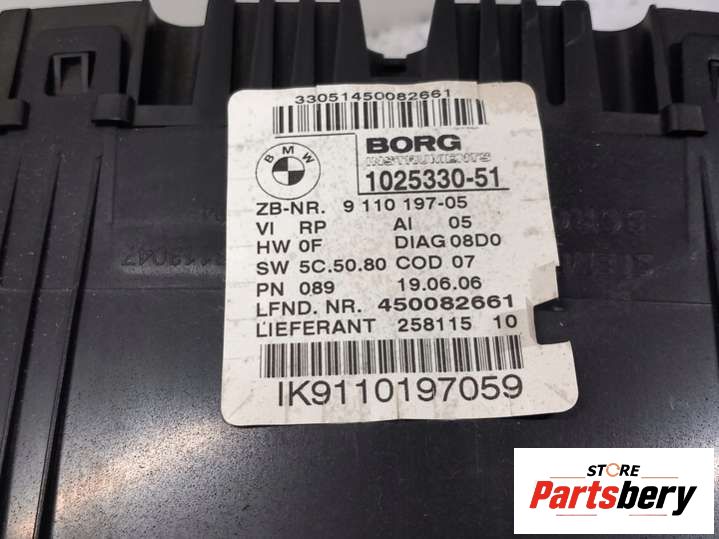 33051450082661
BMW
BORG
INSTRUMENTS
1025330-51
ZB-NR. 9 110 197-05
VI RP AI 05
HW 0F DIAG 08D0
SW 5C.50.80 COD 07
PN 089 19.06.06
LFND. NR. 450082661
LIEFERANT 258115 10
IK9110197059
STORE
Partsbery